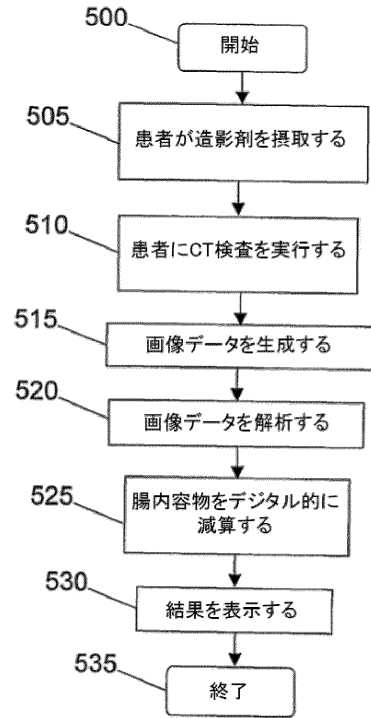 500
開始
505
患者が造影剤を摂取する
510
患者にCT検査を実行する
515
画像データを生成する
520
画像データを解析する
525
腸内容物をデジタル的に
減算する
530
結果を表示する
535
終了